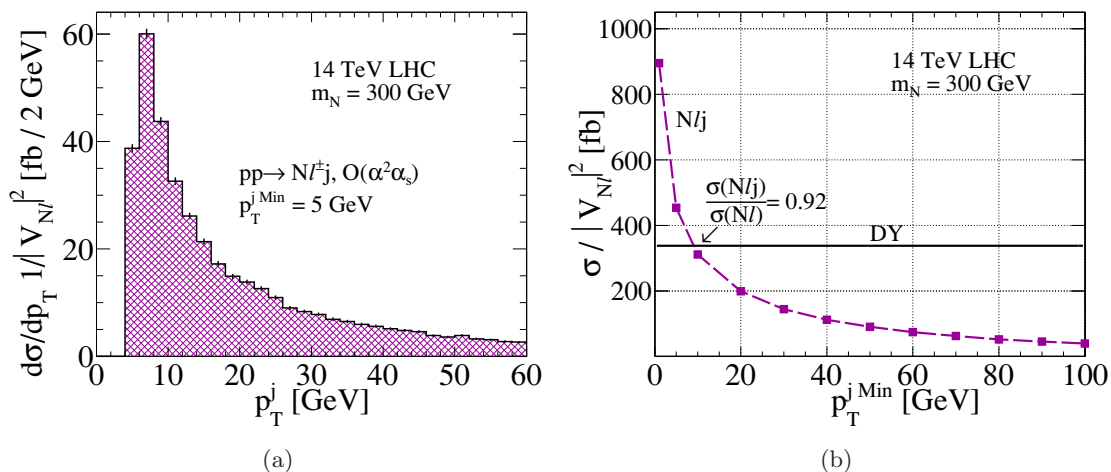 dσ/dp_T 1/|V_Nl|^2 [fb / 2 GeV]
60
40
20
0
14 TeV LHC
m_N = 300 GeV
pp→ Nl^±j, O(α^2α_s)
p_T^{j Min} = 5 GeV
0 10 20 30 40 50 60
p_T^j [GeV]
(a)
σ / |V_Nl|^2 [fb]
1000
800
600
400
200
14 TeV LHC
m_N = 300 GeV
Nlj
σ(Nlj)
σ(Nl)
= 0.92
DY
0 20 40 60 80 100
p_T^{j Min} [GeV]
(b)